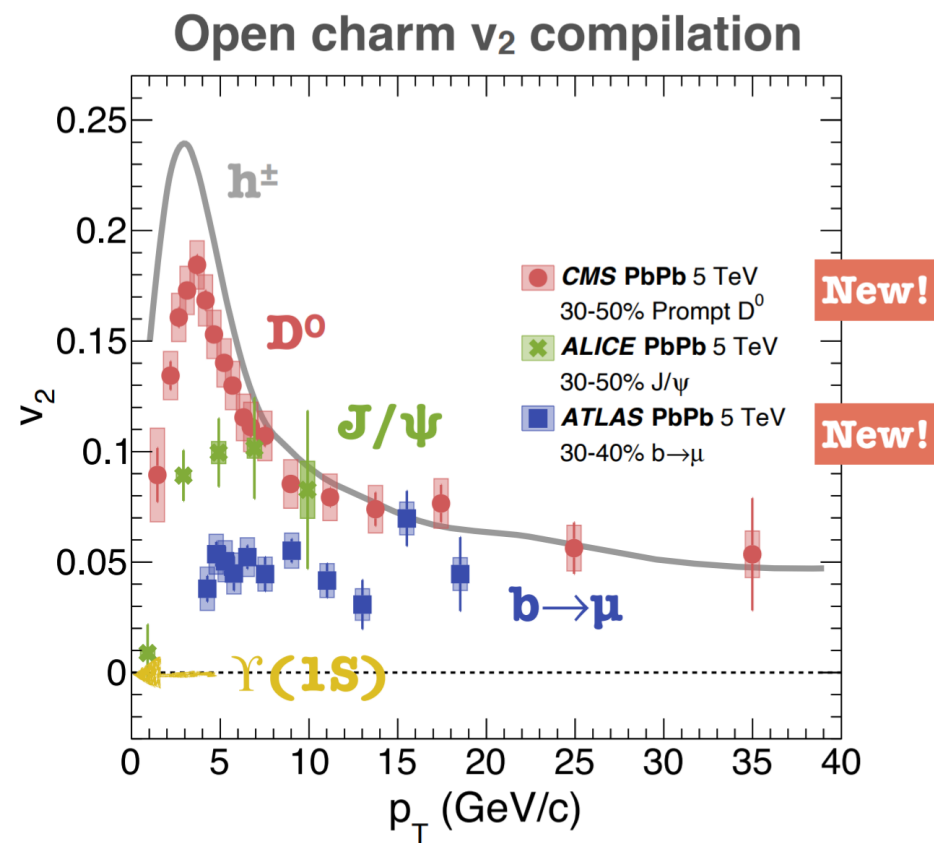 Open charm v₂ compilation
v₂
0.25
0.2
0.15
0.1
0.05
0
h±
D⁰
J/ψ
b→μ
ϒ(1S)
CMS PbPb 5 TeV
30-50% Prompt D⁰
New!
ALICE PbPb 5 TeV
30-50% J/ψ
ATLAS PbPb 5 TeV
30-40% b→μ
New!
0 5 10 15 20 25 30 35 40
p_T (GeV/c)